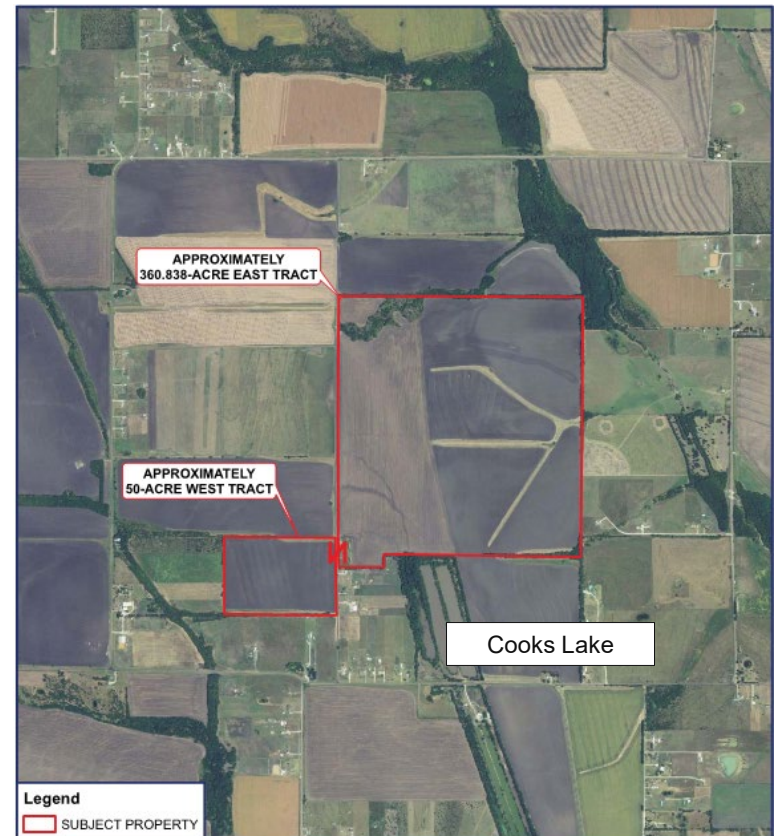 APPROXIMATELY
360.838-ACRE EAST TRACT
APPROXIMATELY
50-ACRE WEST TRACT
Cooks Lake
Legend
SUBJECT PROPERTY